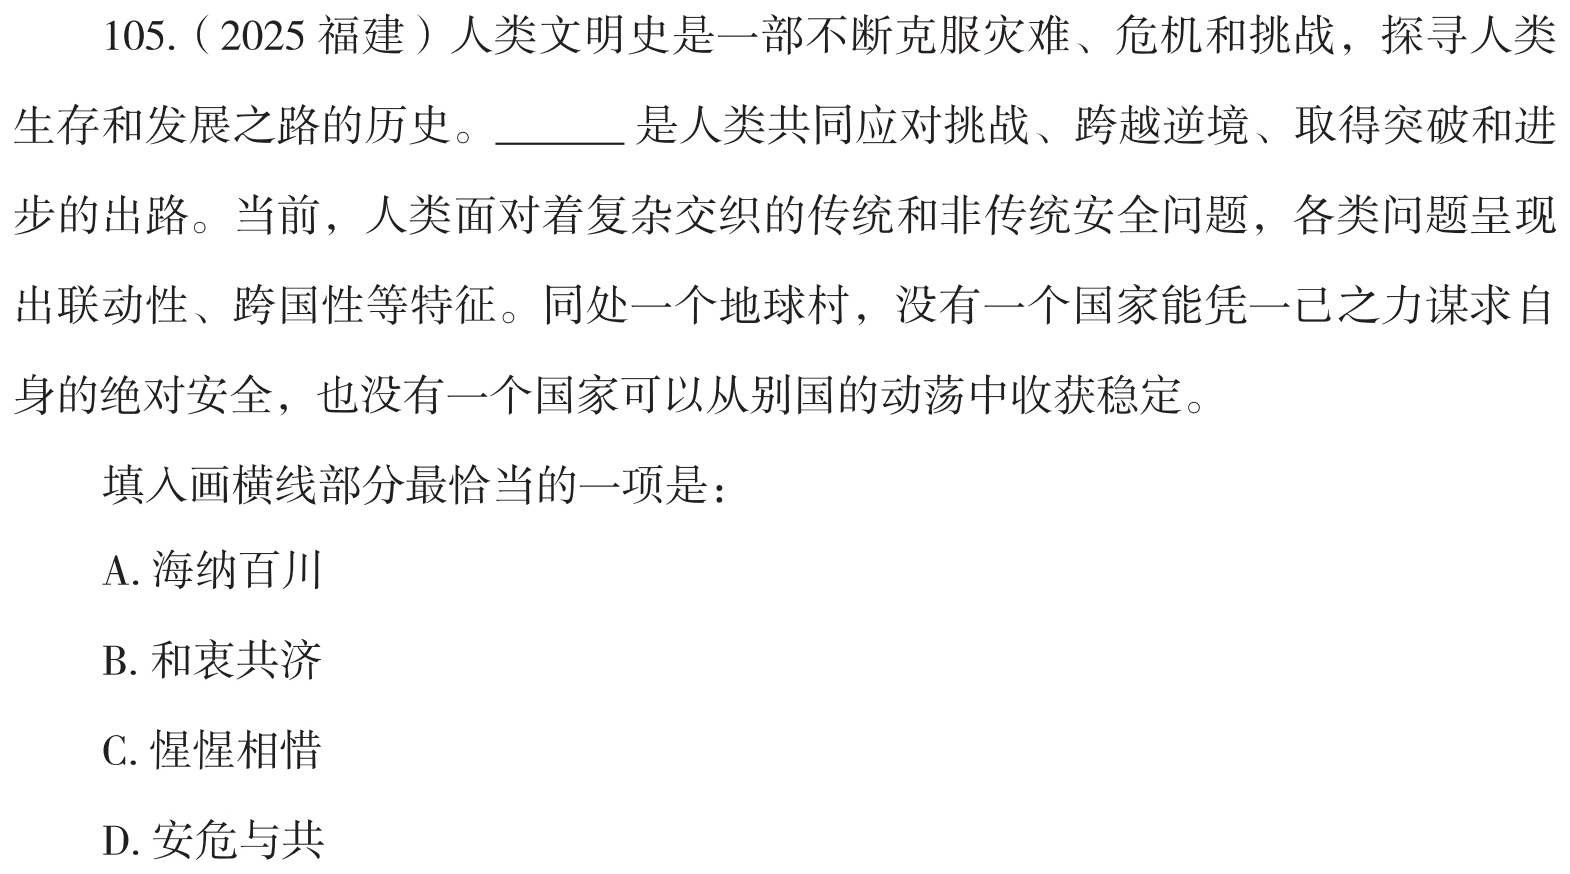 105.（2025 福建）人类文明史是一部不断克服灾难、危机和挑战，探寻人类
生存和发展之路的历史。______ 是人类共同应对挑战、跨越逆境、取得突破和进
步的出路。当前，人类面对着复杂交织的传统和非传统安全问题，各类问题呈现
出联动性、跨国性等特征。同处一个地球村，没有一个国家能凭一己之力谋求自
身的绝对安全，也没有一个国家可以从别国的动荡中收获稳定。
填入画横线部分最恰当的一项是：
A. 海纳百川
B. 和衷共济
C. 惺惺相惜
D. 安危与共